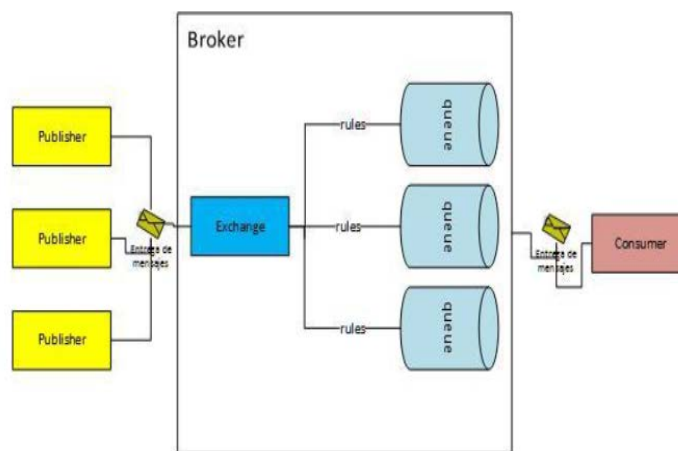 Broker
Publisher
Publisher
Publisher
Entrega de
mensajes
Exchange
rules
rules
rules
queue
queue
queue
Entrega de
mensajes
Consumer